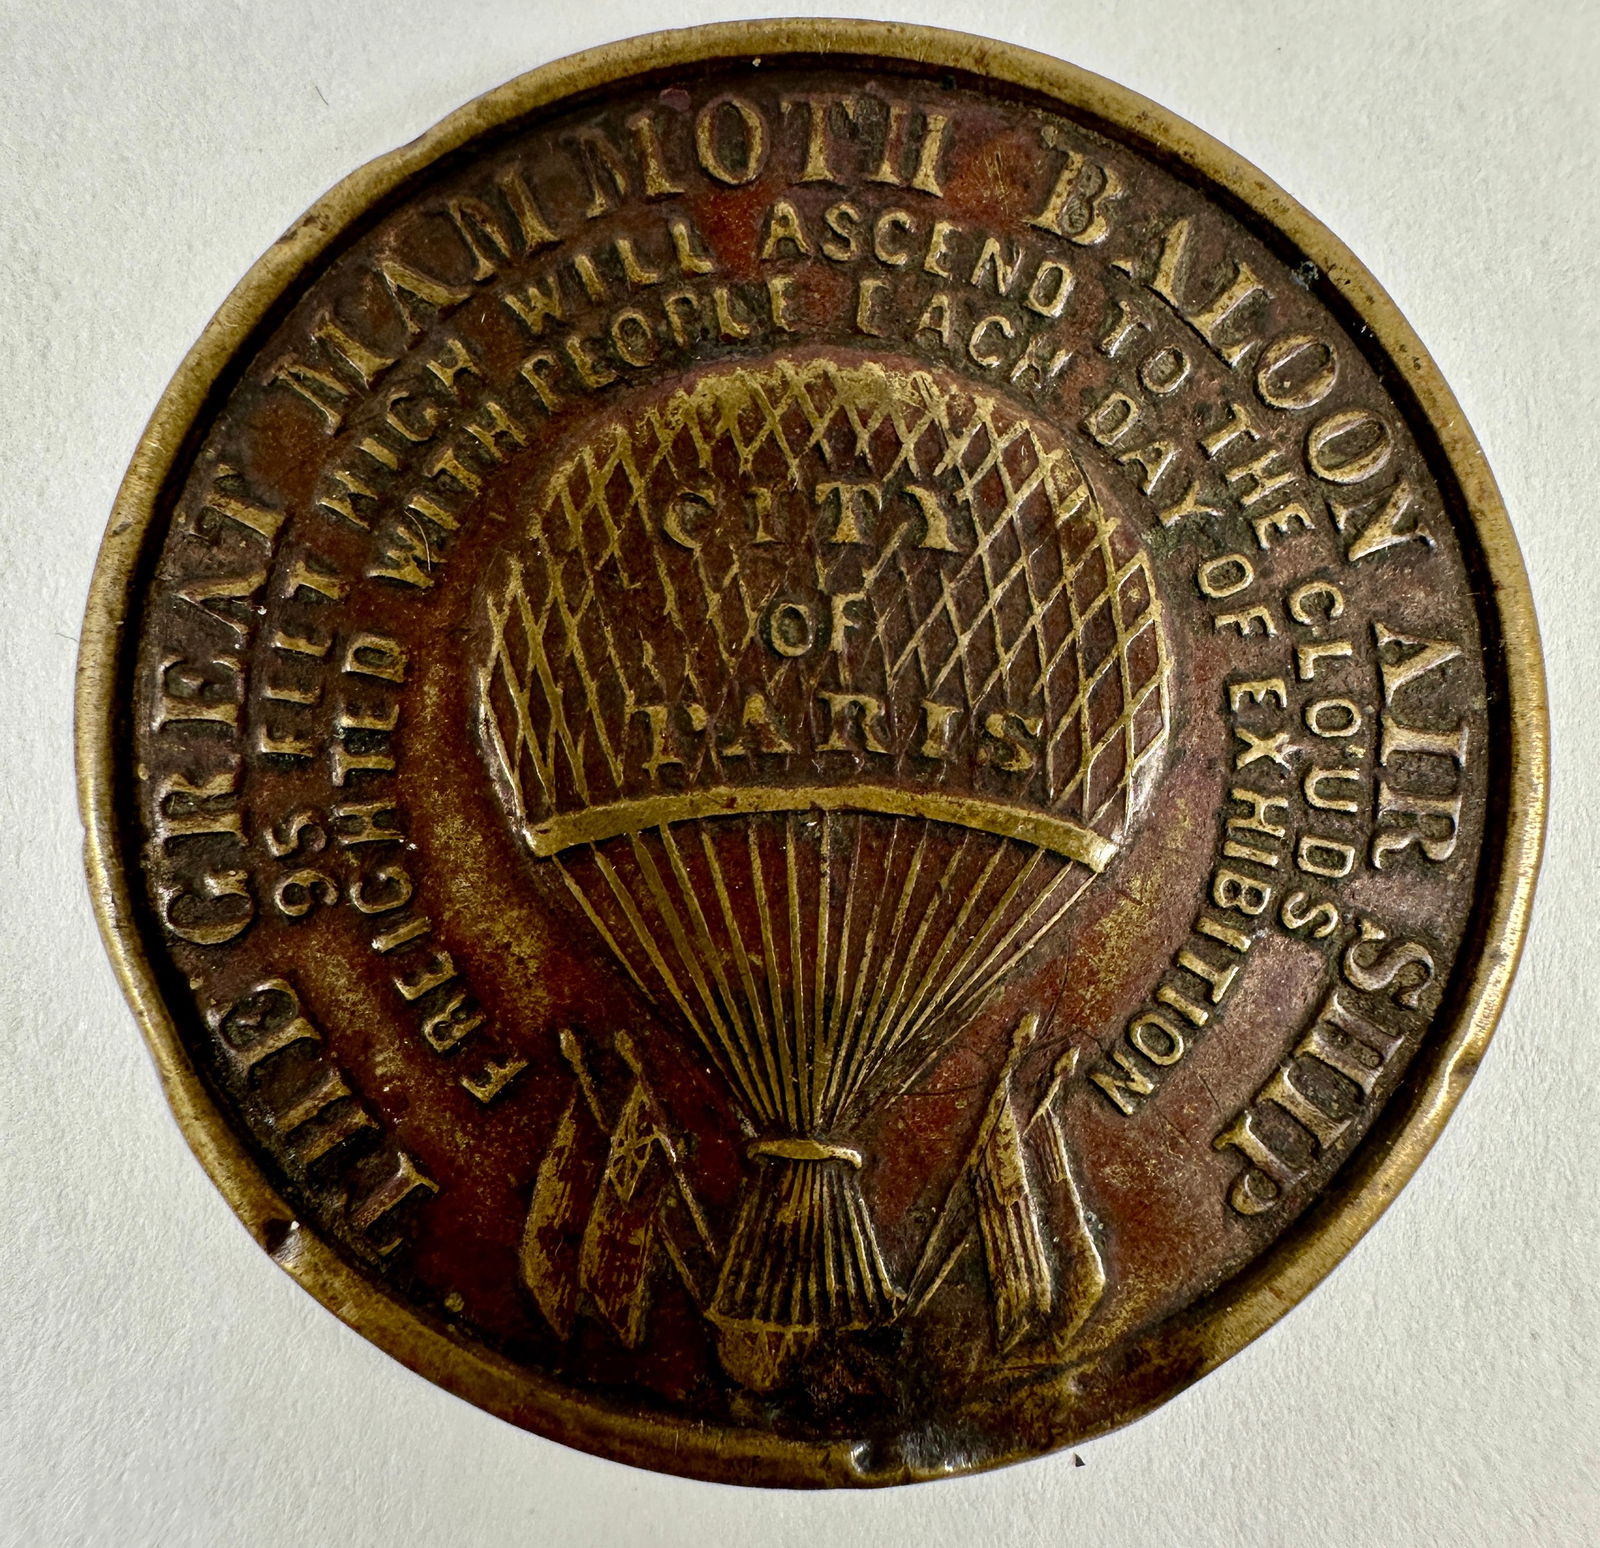 THE GREAT MAMMOTH BALOON AIR SHIP
95 FEET HIGH WILL ASCEND TO THE CLOUDS
FREIGHTED WITH PEOPLE EACH DAY OF EXHIBITION
CITY
OF
PARIS